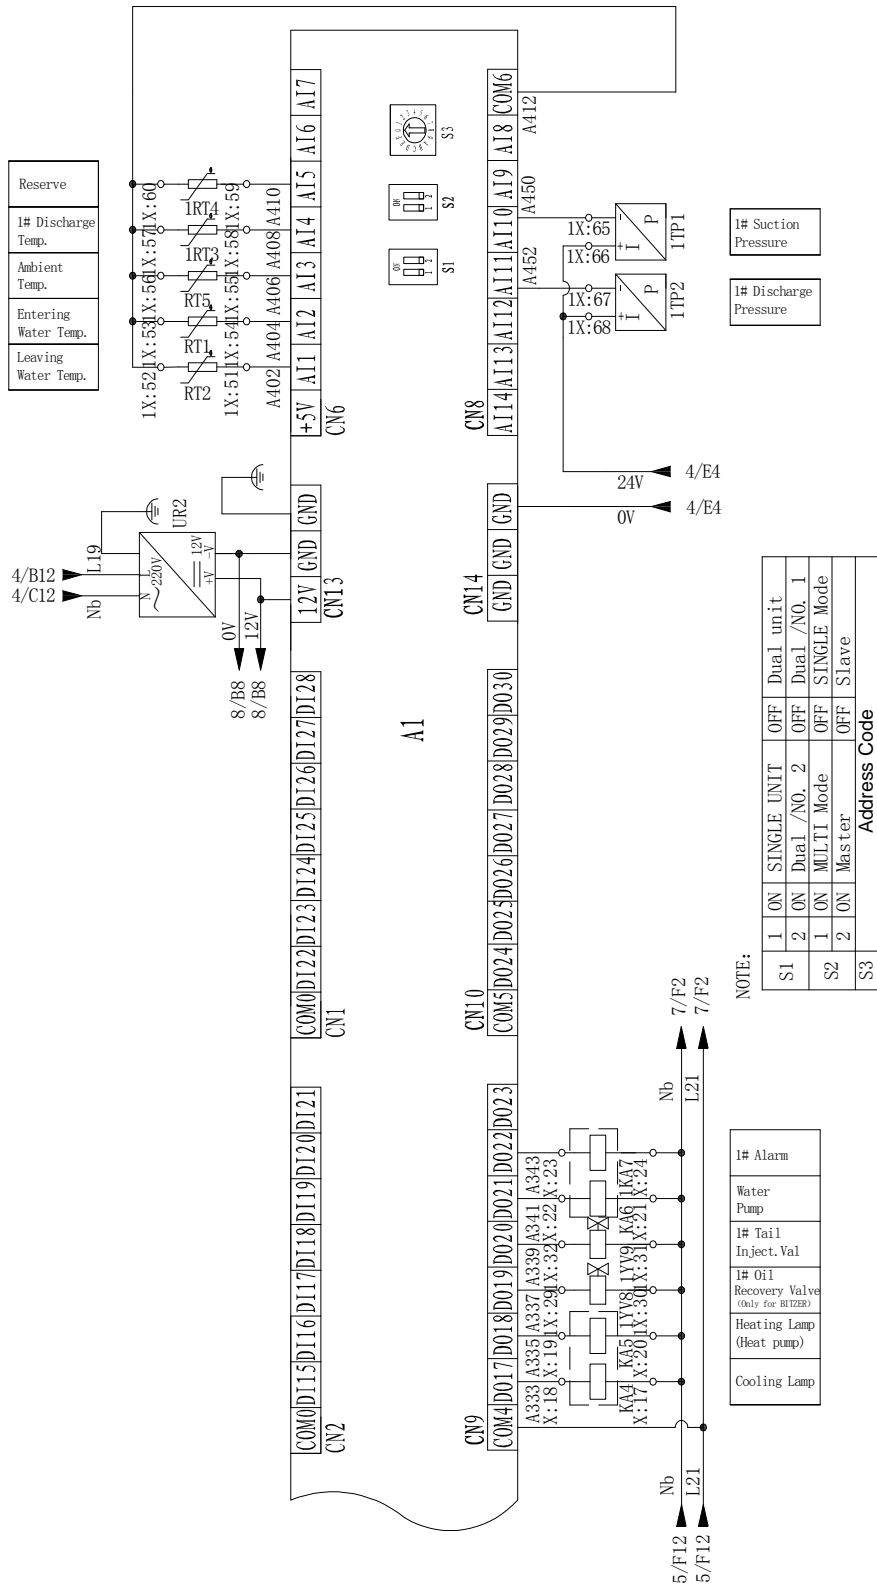 Reserve
1# Discharge
Temp.
Ambient
Temp.
Entering
Water Temp.
Leaving
Water Temp.
1X:60
1RT4
1X:59
A410
1X:57
1RT3
1X:58
A408
1X:56
RT5
1X:55
A406
1X:53
RT1
1X:54
A404
1X:52
RT2
1X:51
A402
AI7
AI6
AI5
AI4
AI3
AI2
AI1
+5V
CN6
S3
ON
1 2
S2
ON
1 2
S1
COM6
AI8
AI9
AI10
AI11
AI12
AI13
AI14
CN8
A412
A450
A452
1X:65
1X:66
- P
+ I
1TP1
1X:67
1X:68
- P
+ I
1TP2
1# Suction
Pressure
1# Discharge
Pressure
24V
4/E4
0V
4/E4
4/B12
L19
4/C12
Nb
L
N
220V
12V
-V
+V
UR2
0V
12V
8/B8
8/B8
GND
GND
12V
CN13
GND
GND
GND
CN14
A1
DI28
DI27
DI26
DI25
DI24
DI23
DI22
COM0
CN1
DO30
DO29
DO28
DO27
DO26
DO25
DO24
COM5
CN10
DI21
DI20
DI19
DI18
DI17
DI16
DI15
COM0
CN2
DO23
DO22
DO21
DO20
DO19
DO18
DO17
COM4
CN9
A343
X:23
1KA7
X:24
A341
X:22
KA6
X:21
A339
1X:32
1YV9
1X:31
A337
1X:29
1YV8
1X:30
A335
X:19
KA5
X:20
A333
X:18
KA4
X:17
Nb
7/F2
L21
7/F2
Nb
5/F12
L21
5/F12
1# Alarm
Water
Pump
1# Tail
Inject.Val
1# Oil
Recovery Valve
(Only for BITZER)
Heating Lamp
(Heat pump)
Cooling Lamp
NOTE:
S1 1 ON SINGLE UNIT OFF Dual unit
2 ON Dual /NO. 2 OFF Dual /NO. 1
S2 1 ON MULTI Mode OFF SINGLE Mode
2 ON Master OFF Slave
S3 Address Code